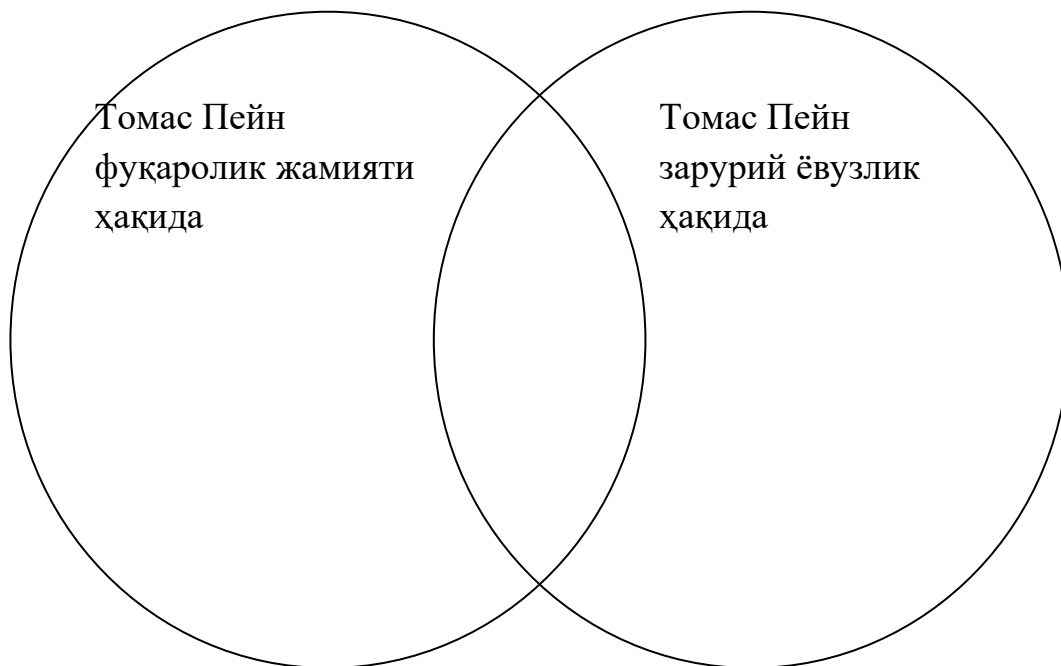 Томас Пейн
фуқаролик жамияти
ҳақида
Томас Пейн
зарурий ёвузлик
ҳақида